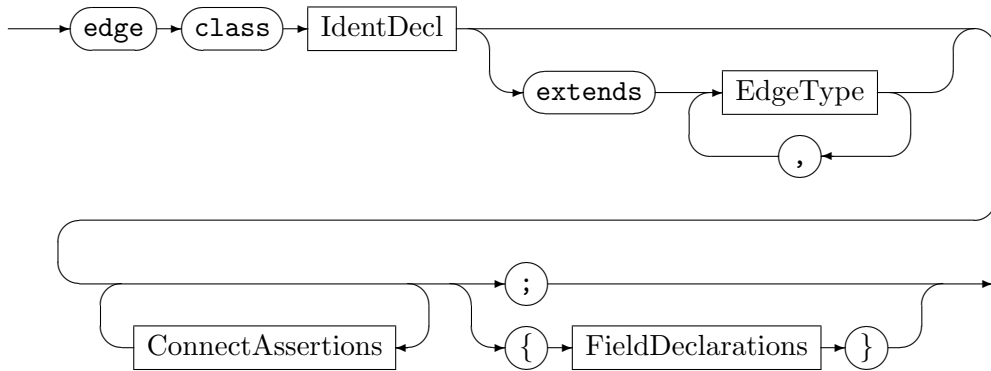 edge class IdentDecl
extends EdgeType
,
;
ConnectAssertions { FieldDeclarations }